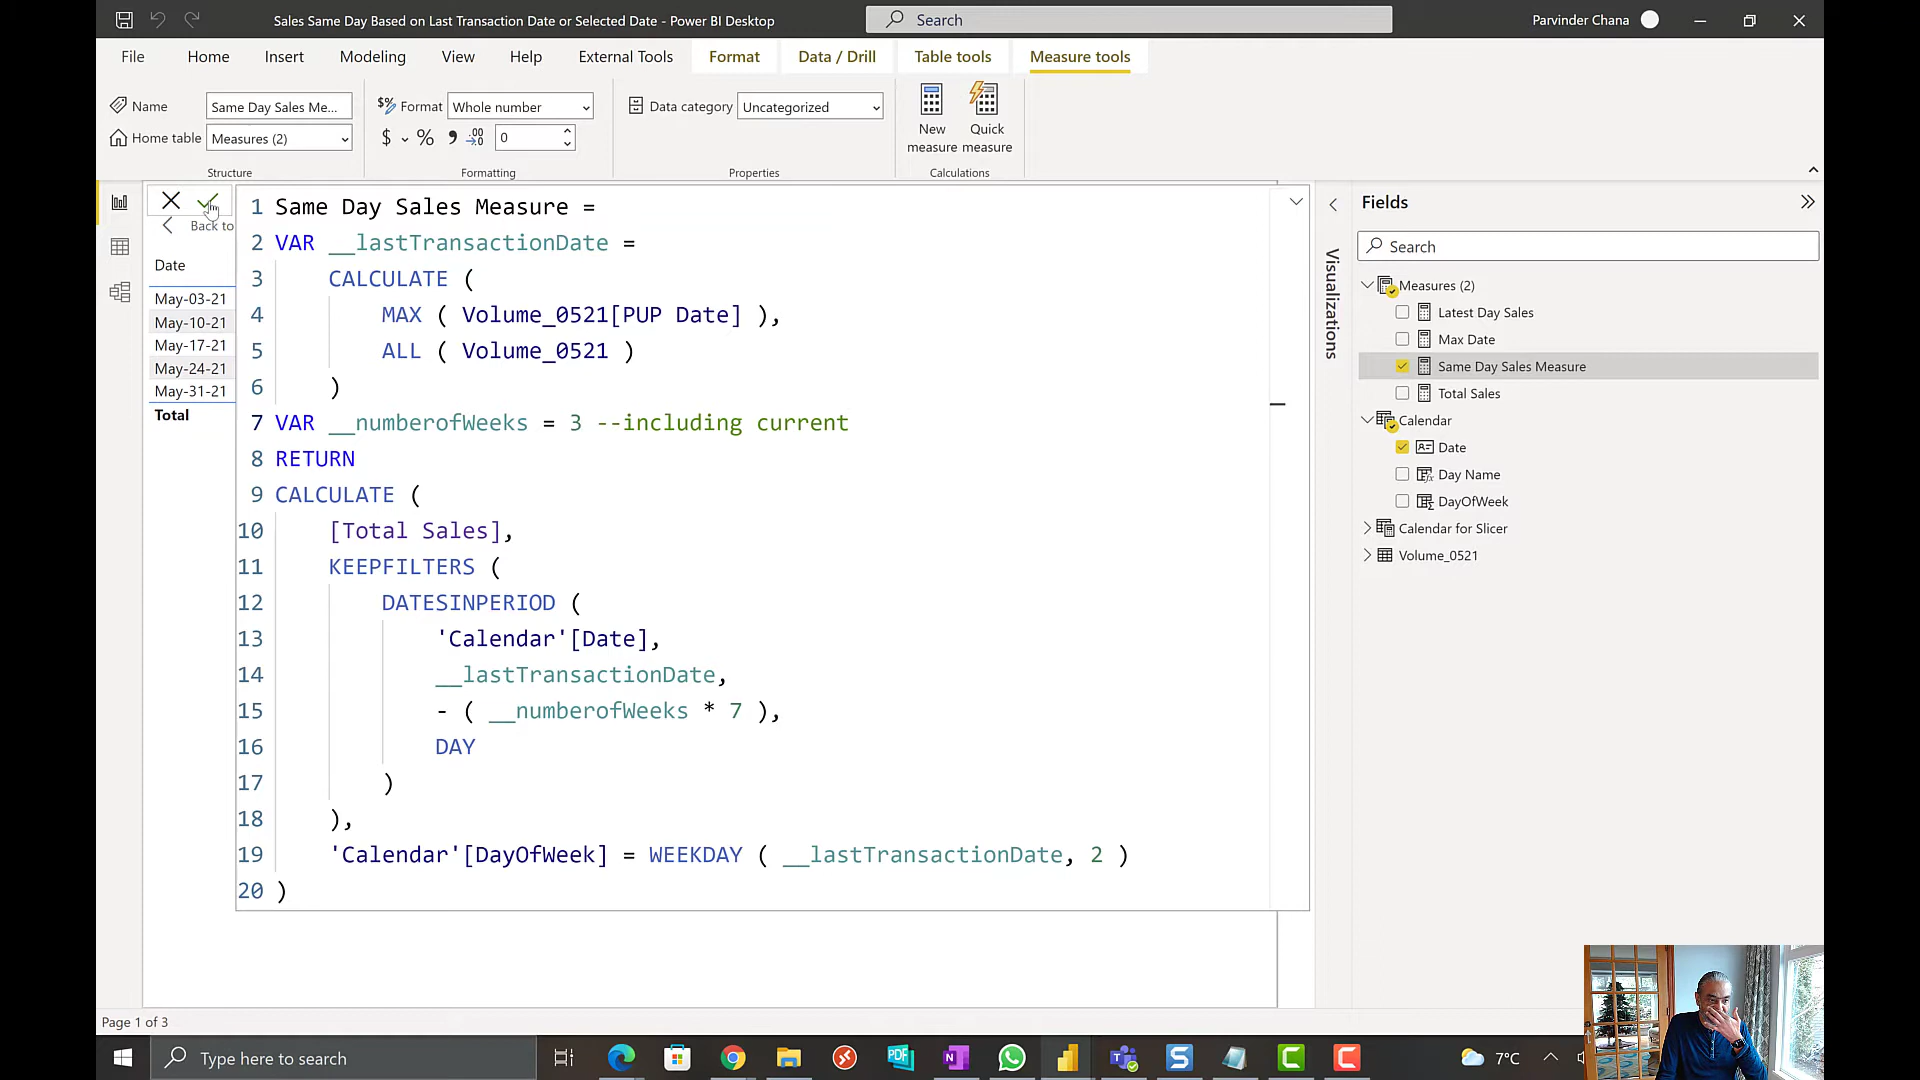 Sales Same Day Based on Last Transaction Date or Selected Date - Power BI Desktop
Search
Parvinder Chana
File
Home
Insert
Modeling
View
Help
External Tools
Format
Data / Drill
Table tools
Measure tools
Name
Same Day Sales Me...
Home table
Measures (2)
Structure
$% Format
Whole number
$ % 9 .00
0
Formatting
Data category
Uncategorized
Properties
New measure
Quick measure
Calculations
Back to
Date
May-03-21
May-10-21
May-17-21
May-24-21
May-31-21
Total
1 Same Day Sales Measure =
2 VAR __lastTransactionDate =
3 CALCULATE (
4 MAX ( Volume_0521[PUP Date] ),
5 ALL ( Volume_0521 )
6 )
7 VAR __numberofWeeks = 3 --including current
8 RETURN
9 CALCULATE (
10 [Total Sales],
11 KEEPFILTERS (
12 DATESINPERIOD (
13 'Calendar'[Date],
14 __lastTransactionDate,
15 - ( __numberofWeeks * 7 ),
16 DAY
17 )
18 ),
19 'Calendar'[DayOfWeek] = WEEKDAY ( __lastTransactionDate, 2 )
20 )
Visualizations
Fields
Search
Measures (2)
Latest Day Sales
Max Date
Same Day Sales Measure
Total Sales
Calendar
Date
Day Name
DayOfWeek
Calendar for Slicer
Volume_0521
Page 1 of 3
Type here to search
7°C